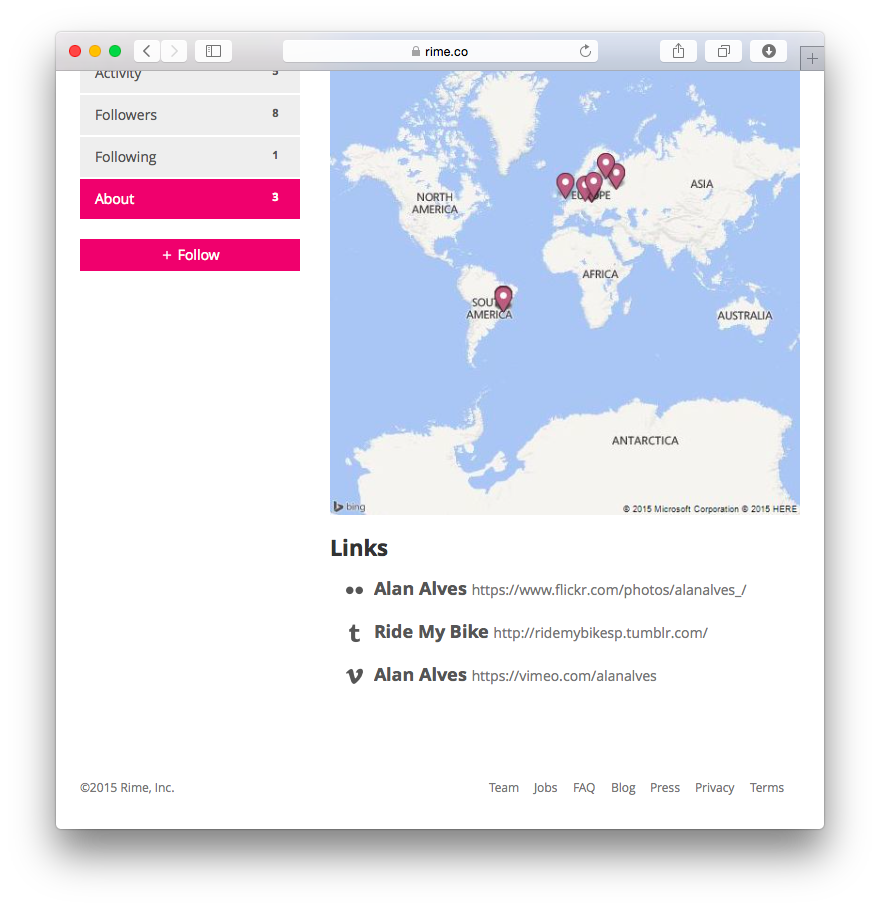 rime.co
Activity 5
Followers 8
Following 1
About 3
+ Follow
NORTH
AMERICA
EUROPE
ASIA
AFRICA
SOUTH
AMERICA
AUSTRALIA
ANTARCTICA
bing
© 2015 Microsoft Corporation © 2015 HERE
Links
Alan Alves https://www.flickr.com/photos/alanalves_/
t Ride My Bike http://ridemybikesp.tumblr.com/
v Alan Alves https://vimeo.com/alanalves
©2015 Rime, Inc.
Team Jobs FAQ Blog Press Privacy Terms